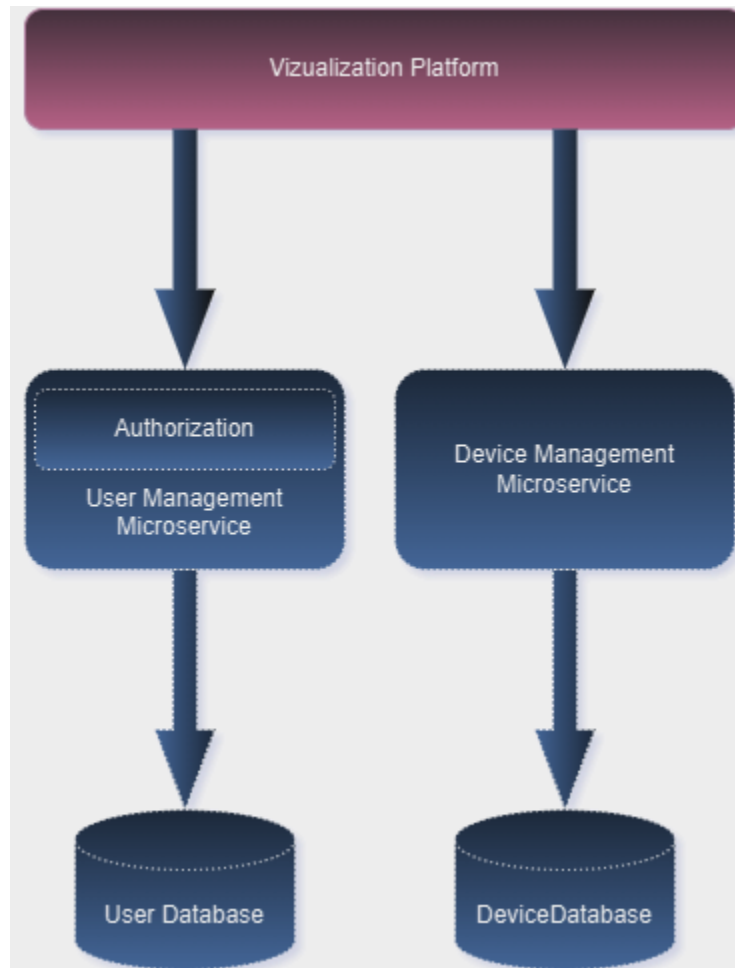 Vizualization Platform
Authorization
User Management
Microservice
Device Management
Microservice
User Database
DeviceDatabase